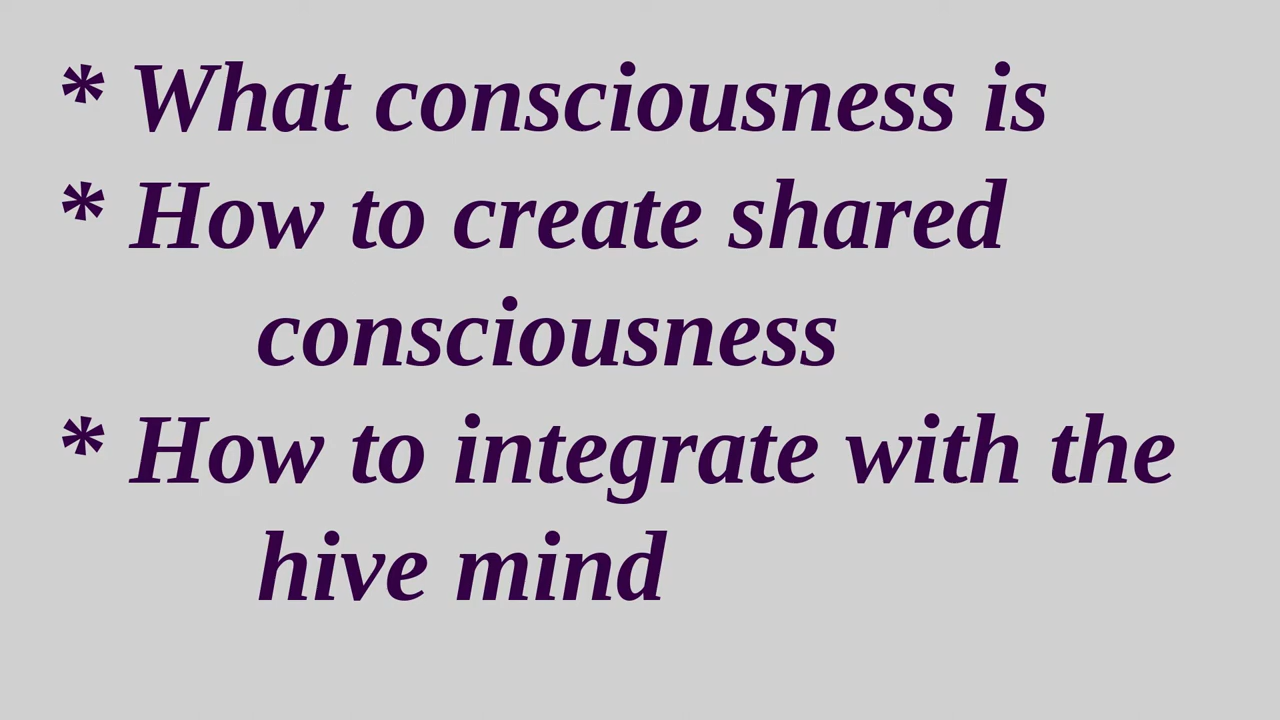 * What consciousness is
* How to create shared
consciousness
* How to integrate with the
hive mind